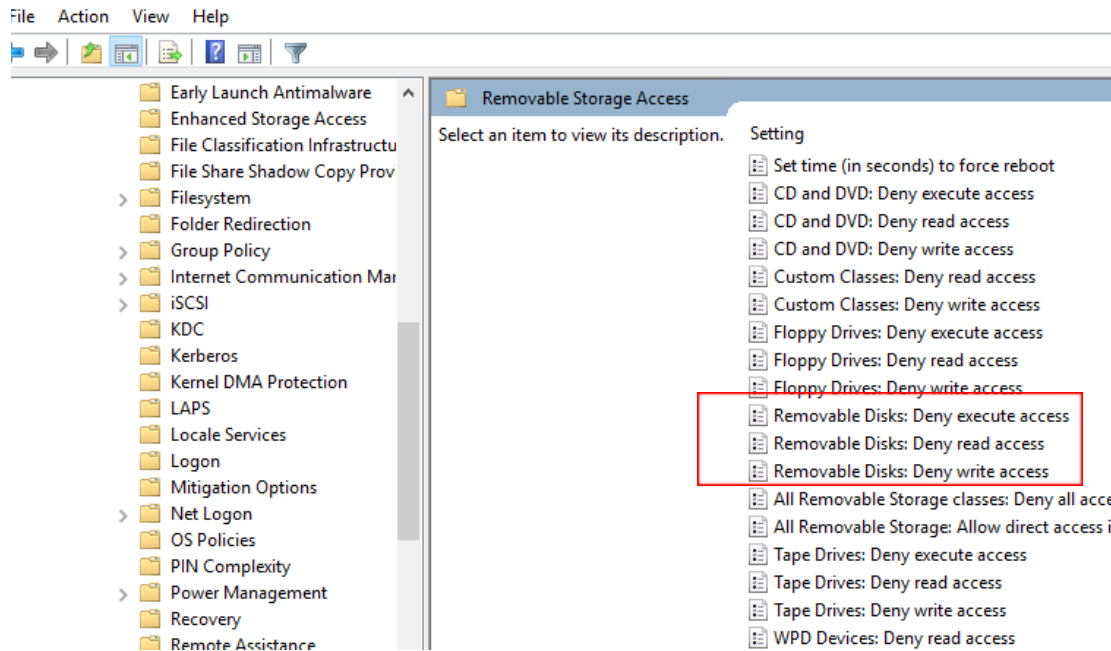 File Action View Help
Early Launch Antimalware
Enhanced Storage Access
File Classification Infrastructu
File Share Shadow Copy Prov
Filesystem
Folder Redirection
Group Policy
Internet Communication Mar
iSCSI
KDC
Kerberos
Kernel DMA Protection
LAPS
Locale Services
Logon
Mitigation Options
Net Logon
OS Policies
PIN Complexity
Power Management
Recovery
Remote Assistance
Removable Storage Access
Select an item to view its description.
Setting
Set time (in seconds) to force reboot
CD and DVD: Deny execute access
CD and DVD: Deny read access
CD and DVD: Deny write access
Custom Classes: Deny read access
Custom Classes: Deny write access
Floppy Drives: Deny execute access
Floppy Drives: Deny read access
Floppy Drives: Deny write access
Removable Disks: Deny execute access
Removable Disks: Deny read access
Removable Disks: Deny write access
All Removable Storage classes: Deny all acce
All Removable Storage: Allow direct access i
Tape Drives: Deny execute access
Tape Drives: Deny read access
Tape Drives: Deny write access
WPD Devices: Deny read access